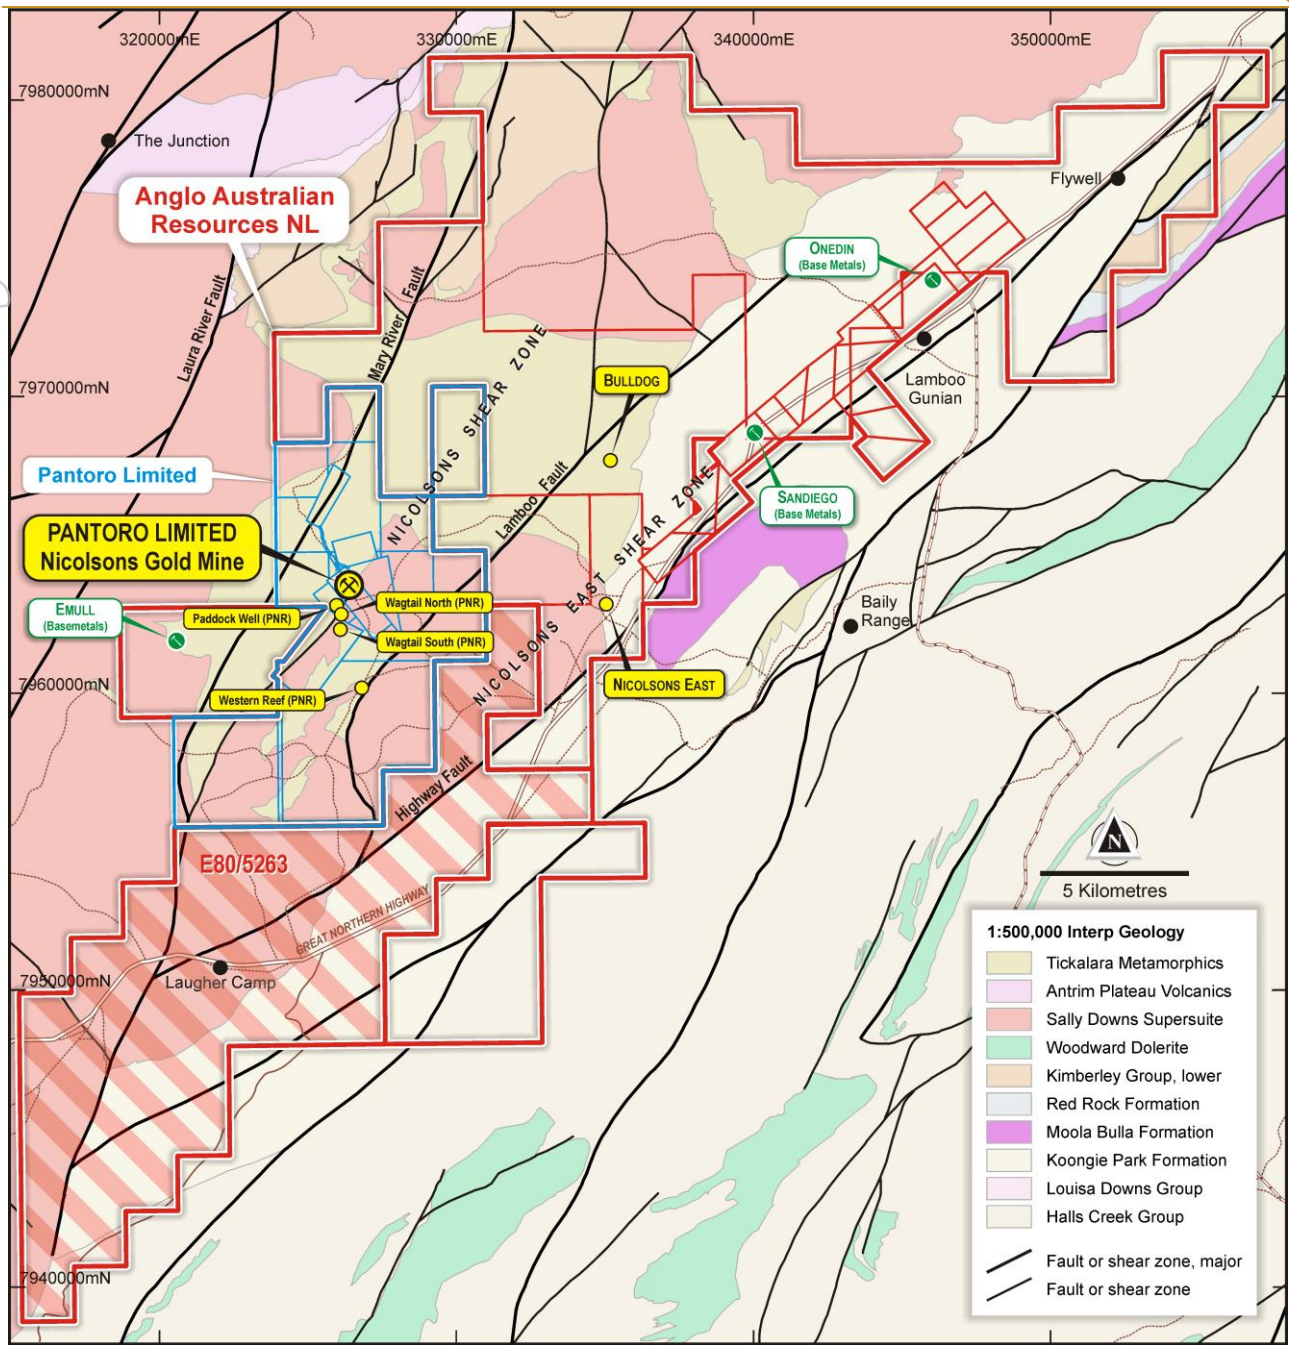 320000mE
330000mE
340000mE
350000mE
7980000mN
The Junction
Flywell
Anglo Australian
Resources NL
ONEDIN
(Base Metals)
Laura River Fault
Mary River Fault
NICOLSONS SHEAR ZONE
7970000mN
BULLDOG
Lamboo
Gunian
Pantoro Limited
Lamboo Fault
SANDIEGO
(Base Metals)
PANTORO LIMITED
Nicolsons Gold Mine
NICOLSONS EAST SHEAR ZONE
EMULL
(Basemetals)
Paddock Well (PNR)
Wagtail North (PNR)
Wagtail South (PNR)
Baily
Range
7960000mN
Western Reef (PNR)
NICOLSONS EAST
Highway Fault
E80/5263
N
5 Kilometres
GREAT NORTHERN HIGHWAY
7950000mN
Laugher Camp
1:500,000 Interp Geology
Tickalara Metamorphics
Antrim Plateau Volcanics
Sally Downs Supersuite
Woodward Dolerite
Kimberley Group, lower
Red Rock Formation
Moola Bulla Formation
Koongie Park Formation
Louisa Downs Group
Halls Creek Group
Fault or shear zone, major
Fault or shear zone
7940000mN